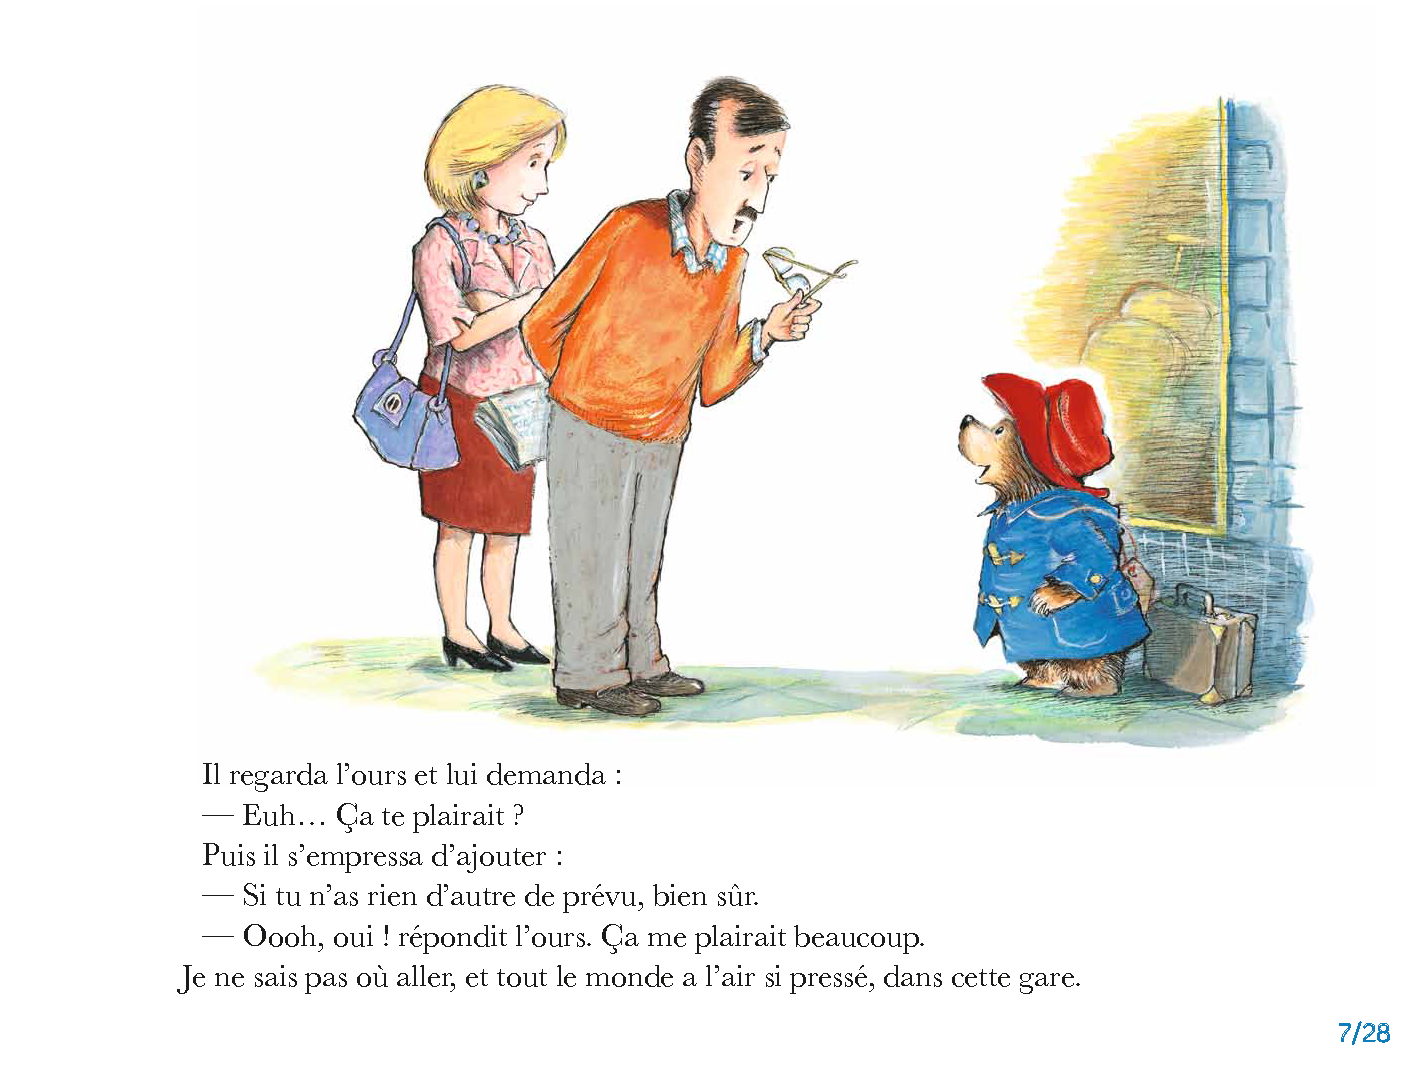 Il regarda l’ours et lui demanda :
— Euh… Ça te plairait ?
Puis il s’empressa d’ajouter :
— Si tu n’as rien d’autre de prévu, bien sûr.
— Oooh, oui ! répondit l’ours. Ça me plairait beaucoup.
Je ne sais pas où aller, et tout le monde a l’air si pressé, dans cette gare.
7/28